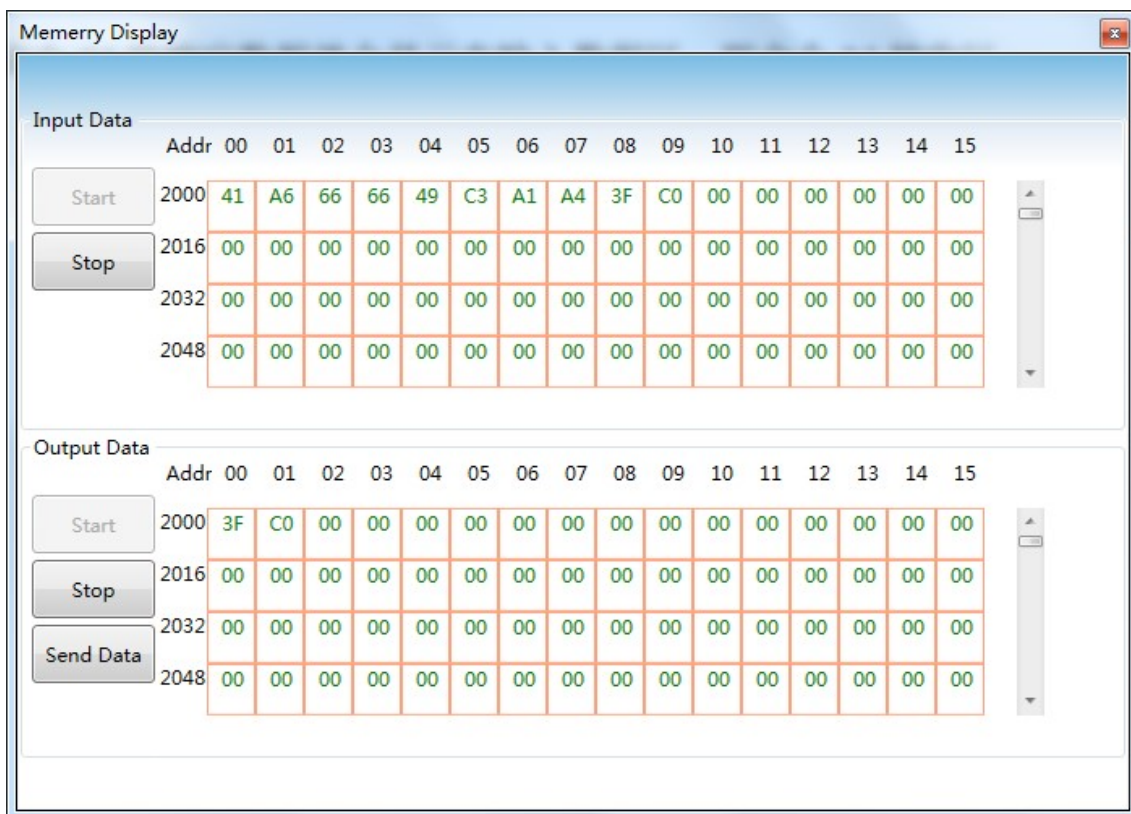 Memerry Display
Input Data
Addr 00 01 02 03 04 05 06 07 08 09 10 11 12 13 14 15
Start 2000 41 A6 66 66 49 C3 A1 A4 3F C0 00 00 00 00 00 00
Stop 2016 00 00 00 00 00 00 00 00 00 00 00 00 00 00 00 00
2032 00 00 00 00 00 00 00 00 00 00 00 00 00 00 00 00
2048 00 00 00 00 00 00 00 00 00 00 00 00 00 00 00 00
Output Data
Addr 00 01 02 03 04 05 06 07 08 09 10 11 12 13 14 15
Start 2000 3F C0 00 00 00 00 00 00 00 00 00 00 00 00 00 00
Stop 2016 00 00 00 00 00 00 00 00 00 00 00 00 00 00 00 00
2032 00 00 00 00 00 00 00 00 00 00 00 00 00 00 00 00
Send Data
2048 00 00 00 00 00 00 00 00 00 00 00 00 00 00 00 00